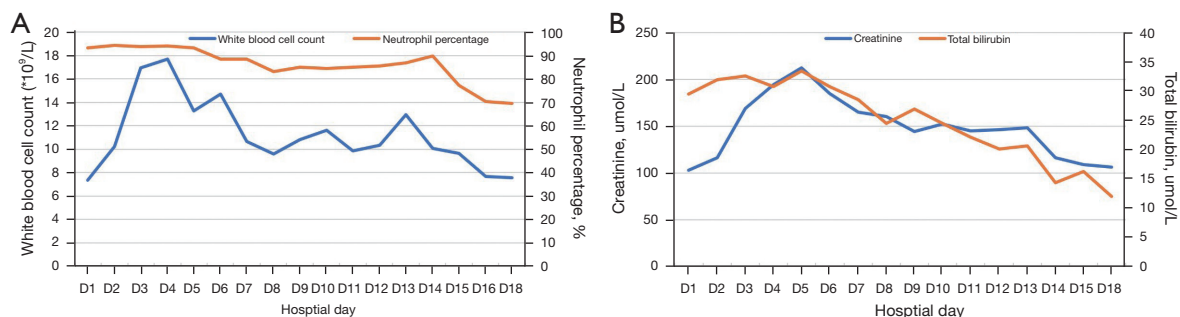 A
White blood cell count
Neutrophil percentage
White blood cell count (*10⁹/L)
20
18
16
14
12
10
8
6
4
2
0
100
90
80
70
60
50
40
30
20
10
0
Neutrophil percentage, %
D1 D2 D3 D4 D5 D6 D7 D8 D9 D10 D11 D12 D13 D14 D15 D16 D18
Hosptial day
B
Creatinine
Total bilirubin
Creatinine, umol/L
250
200
150
100
50
0
40
35
30
25
20
15
10
5
0
Total bilirubin, umol/L
D1 D2 D3 D4 D5 D6 D7 D8 D9 D10 D11 D12 D13 D14 D15 D18
Hosptial day